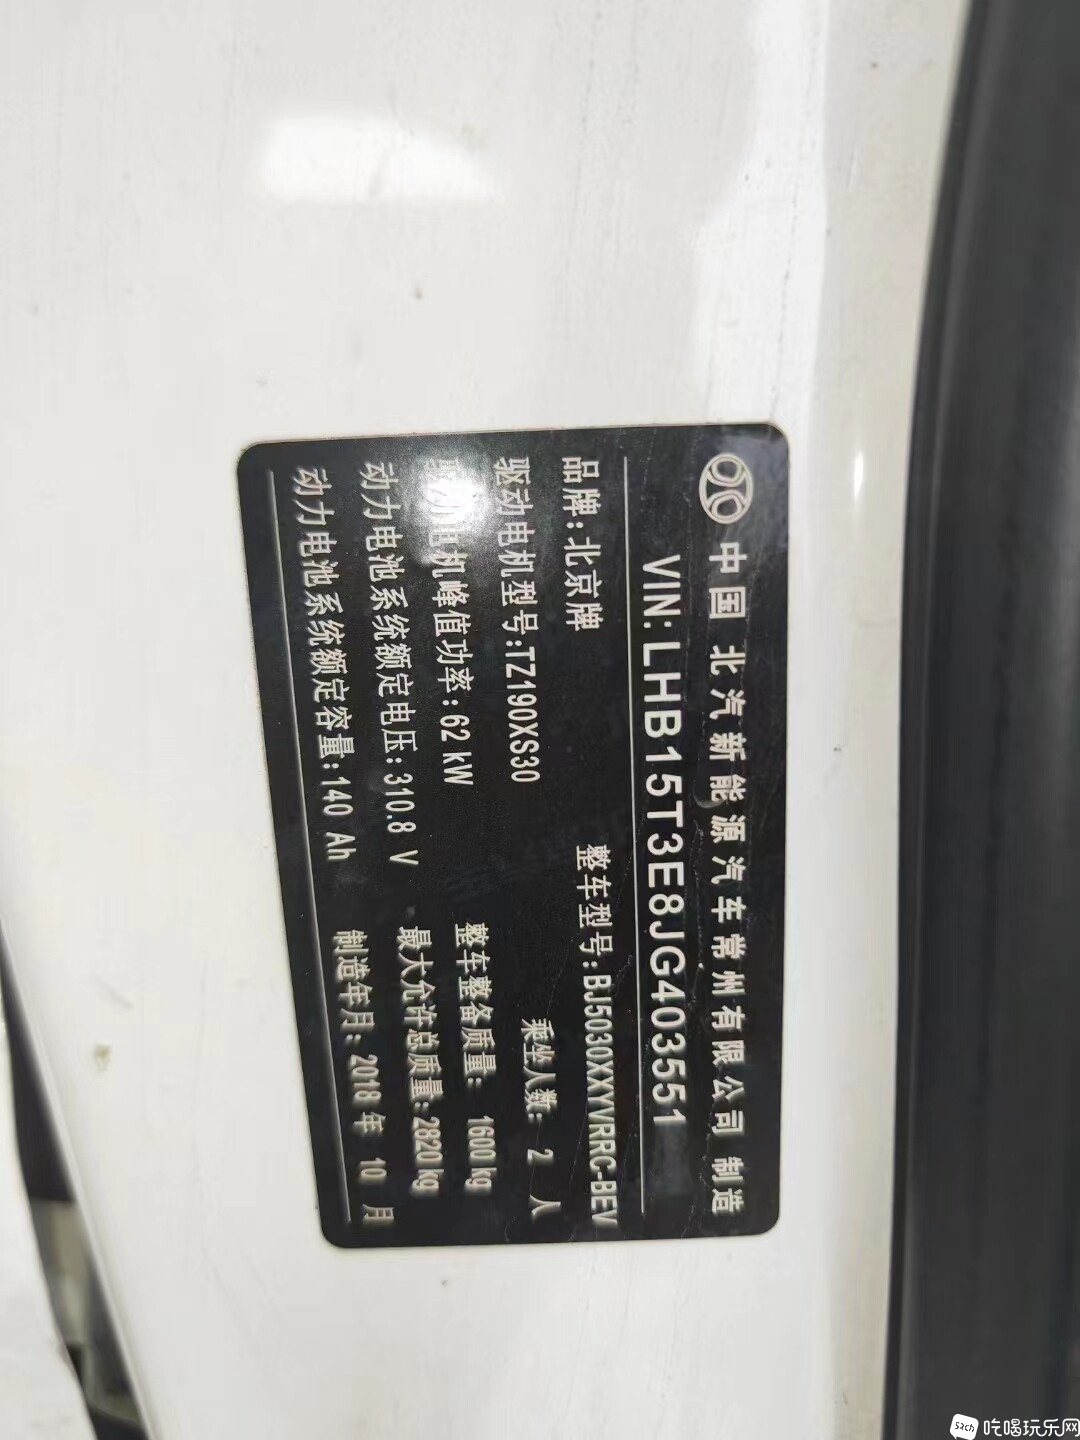 中国 北汽新能源汽车常州有限公司 制造
VIN: LHB15T3E8JG403551
品牌:北京牌 整车型号:BJ5030XXYVRRC-BEV
驱动电机型号:TZ190XS30 乘坐人数: 2 人
驱动电机峰值功率:62 kW 整车整备质量: 1600 kg
动力电池系统额定电压:310.8 V 最大允许总质量:2820 kg
动力电池系统额定容量:140 Ah 制造年月: 2018 年 10 月
吃喝玩乐网